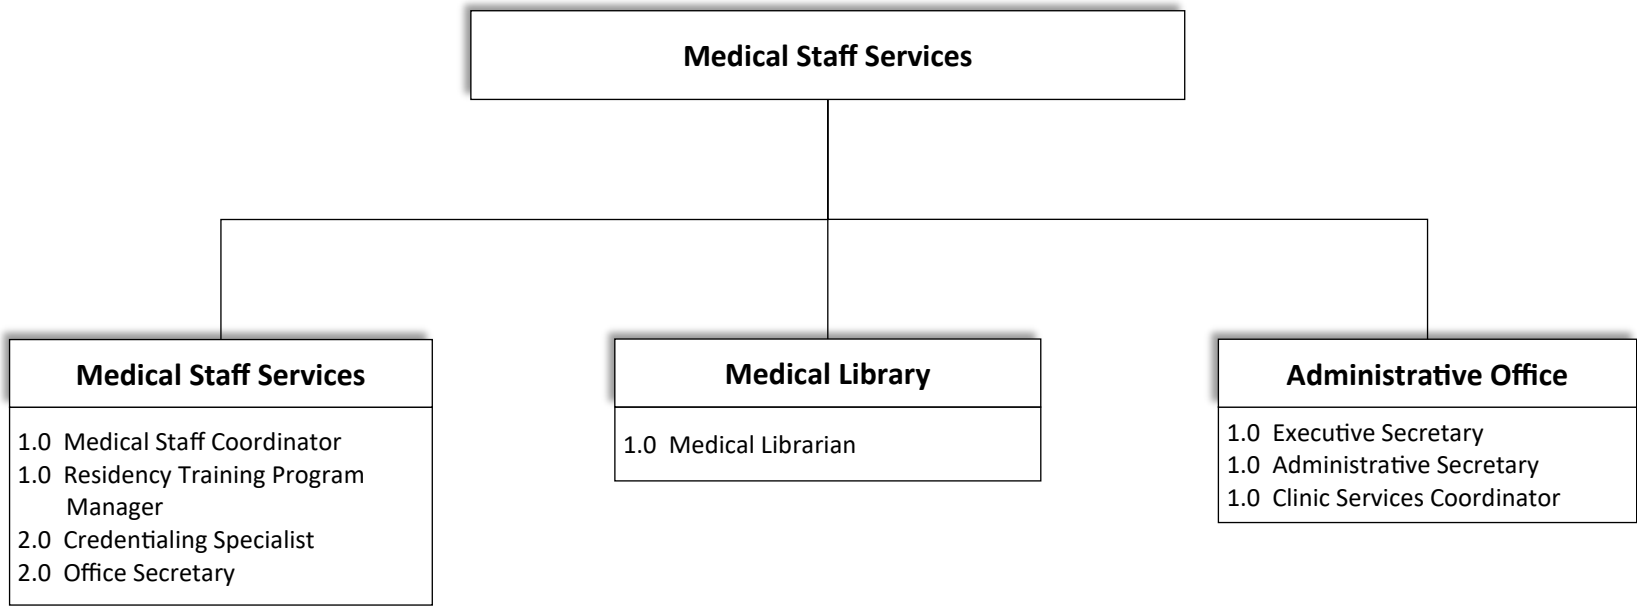 Medical Staff Services
Medical Staff Services
1.0 Medical Staff Coordinator
1.0 Residency Training Program
Manager
2.0 Credentialing Specialist
2.0 Office Secretary
Medical Library
1.0 Medical Librarian
Administrative Office
1.0 Executive Secretary
1.0 Administrative Secretary
1.0 Clinic Services Coordinator